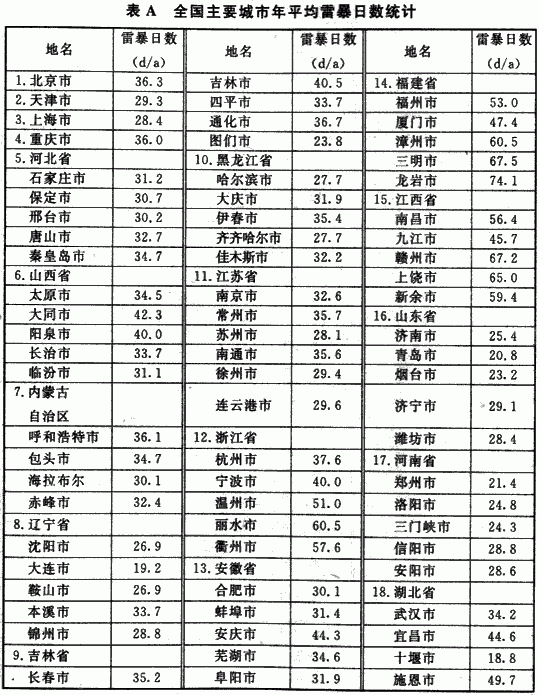 表 A 全国主要城市年平均雷暴日数统计
地名 雷暴日数(d/a) 地名 雷暴日数(d/a) 地名 雷暴日数(d/a)
1.北京市 36.3 吉林市 40.5 14.福建省
2.天津市 29.3 四平市 33.7 福州市 53.0
3.上海市 28.4 通化市 36.7 厦门市 47.4
4.重庆市 36.0 图们市 23.8 漳州市 60.5
5.河北省 10.黑龙江省 三明市 67.5
石家庄市 31.2 哈尔滨市 27.7 龙岩市 74.1
保定市 30.7 大庆市 31.9 15.江西省
邢台市 30.2 伊春市 35.4 南昌市 56.4
唐山市 32.7 齐齐哈尔市 27.7 九江市 45.7
秦皇岛市 34.7 佳木斯市 32.2 赣州市 67.2
6.山西省 11.江苏省 上饶市 65.0
太原市 34.5 南京市 32.6 新余市 59.4
大同市 42.3 常州市 35.7 16.山东省
阳泉市 40.0 苏州市 28.1 济南市 25.4
长治市 33.7 南通市 35.6 青岛市 20.8
临汾市 31.1 徐州市 29.4 烟台市 23.2
7.内蒙古自治区 连云港市 29.6 济宁市 29.1
呼和浩特市 36.1 12.浙江省 潍坊市 28.4
包头市 34.7 杭州市 37.6 17.河南省
海拉布尔 30.1 宁波市 40.0 郑州市 21.4
赤峰市 32.4 温州市 51.0 洛阳市 24.8
8.辽宁省 丽水市 60.5 三门峡市 24.3
沈阳市 26.9 衢州市 57.6 信阳市 28.8
大连市 19.2 13.安徽省 安阳市 28.6
鞍山市 26.9 合肥市 30.1 18.湖北省
本溪市 33.7 蚌埠市 31.4 武汉市 34.2
锦州市 28.8 安庆市 44.3 宜昌市 44.6
9.吉林省 芜湖市 34.6 十堰市 18.8
长春市 35.2 阜阳市 31.9 施恩市 49.7